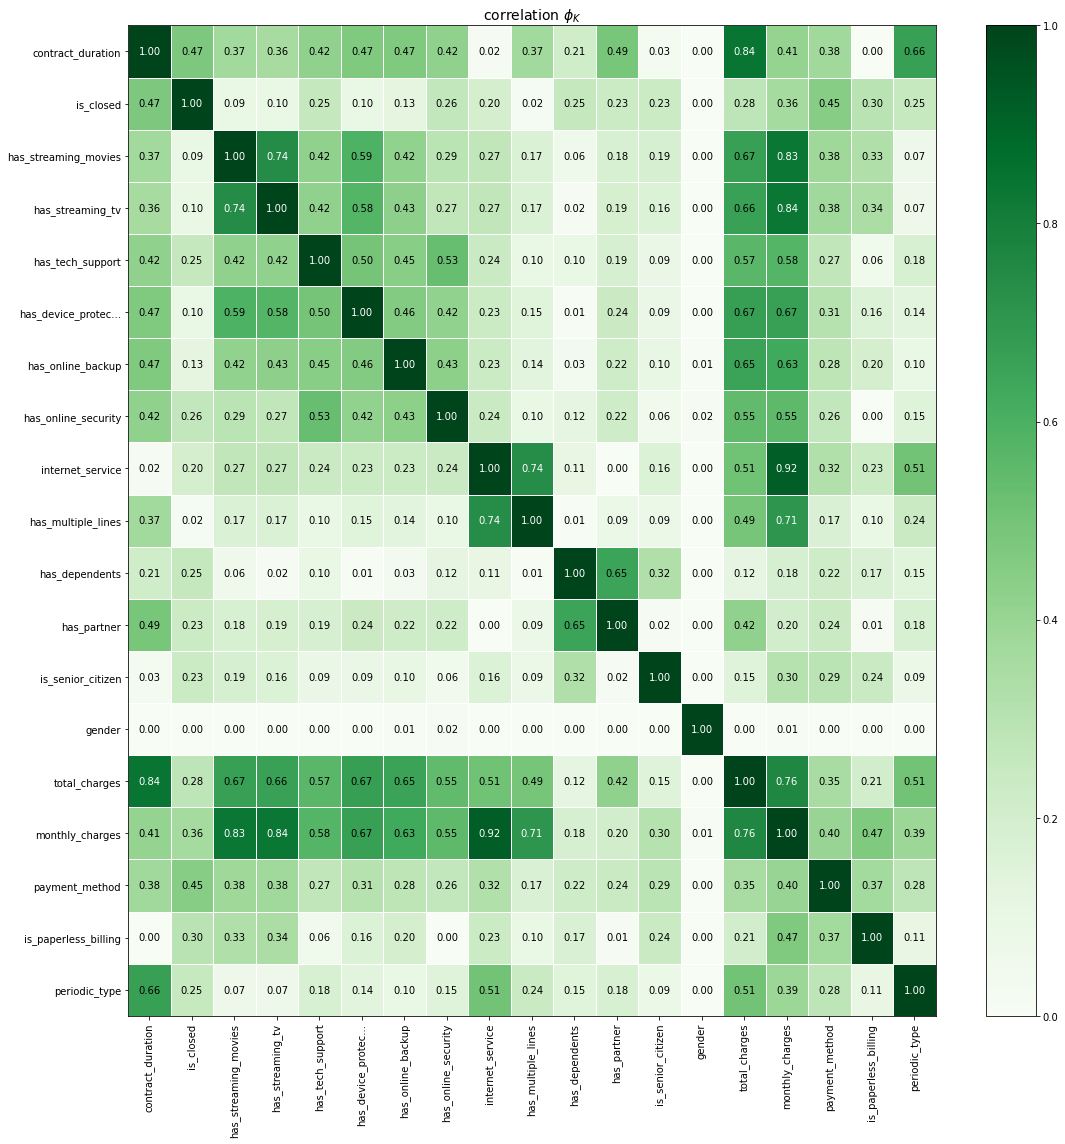 correlation ϕK
contract_duration 1.00 0.47 0.37 0.36 0.42 0.47 0.47 0.42 0.02 0.37 0.21 0.49 0.03 0.00 0.84 0.41 0.38 0.00 0.66
is_closed 0.47 1.00 0.09 0.10 0.25 0.10 0.13 0.26 0.20 0.02 0.25 0.23 0.23 0.00 0.28 0.36 0.45 0.30 0.25
has_streaming_movies 0.37 0.09 1.00 0.74 0.42 0.59 0.42 0.29 0.27 0.17 0.06 0.18 0.19 0.00 0.67 0.83 0.38 0.33 0.07
has_streaming_tv 0.36 0.10 0.74 1.00 0.42 0.58 0.43 0.27 0.27 0.17 0.02 0.19 0.16 0.00 0.66 0.84 0.38 0.34 0.07
has_tech_support 0.42 0.25 0.42 0.42 1.00 0.50 0.45 0.53 0.24 0.10 0.10 0.19 0.09 0.00 0.57 0.58 0.27 0.06 0.18
has_device_protec... 0.47 0.10 0.59 0.58 0.50 1.00 0.46 0.42 0.23 0.15 0.01 0.24 0.09 0.00 0.67 0.67 0.31 0.16 0.14
has_online_backup 0.47 0.13 0.42 0.43 0.45 0.46 1.00 0.43 0.23 0.14 0.03 0.22 0.10 0.01 0.65 0.63 0.28 0.20 0.10
has_online_security 0.42 0.26 0.29 0.27 0.53 0.42 0.43 1.00 0.24 0.10 0.12 0.22 0.06 0.02 0.55 0.55 0.26 0.00 0.15
internet_service 0.02 0.20 0.27 0.27 0.24 0.23 0.23 0.24 1.00 0.74 0.11 0.00 0.16 0.00 0.51 0.92 0.32 0.23 0.51
has_multiple_lines 0.37 0.02 0.17 0.17 0.10 0.15 0.14 0.10 0.74 1.00 0.01 0.09 0.09 0.00 0.49 0.71 0.17 0.10 0.24
has_dependents 0.21 0.25 0.06 0.02 0.10 0.01 0.03 0.12 0.11 0.01 1.00 0.65 0.32 0.00 0.12 0.18 0.22 0.17 0.15
has_partner 0.49 0.23 0.18 0.19 0.19 0.24 0.22 0.22 0.00 0.09 0.65 1.00 0.02 0.00 0.42 0.20 0.24 0.01 0.18
is_senior_citizen 0.03 0.23 0.19 0.16 0.09 0.09 0.10 0.06 0.16 0.09 0.32 0.02 1.00 0.00 0.15 0.30 0.29 0.24 0.09
gender 0.00 0.00 0.00 0.00 0.00 0.00 0.01 0.02 0.00 0.00 0.00 0.00 0.00 1.00 0.00 0.01 0.00 0.00 0.00
total_charges 0.84 0.28 0.67 0.66 0.57 0.67 0.65 0.55 0.51 0.49 0.12 0.42 0.15 0.00 1.00 0.76 0.35 0.21 0.51
monthly_charges 0.41 0.36 0.83 0.84 0.58 0.67 0.63 0.55 0.92 0.71 0.18 0.20 0.30 0.01 0.76 1.00 0.40 0.47 0.39
payment_method 0.38 0.45 0.38 0.38 0.27 0.31 0.28 0.26 0.32 0.17 0.22 0.24 0.29 0.00 0.35 0.40 1.00 0.37 0.28
is_paperless_billing 0.00 0.30 0.33 0.34 0.06 0.16 0.20 0.00 0.23 0.10 0.17 0.01 0.24 0.00 0.21 0.47 0.37 1.00 0.11
periodic_type 0.66 0.25 0.07 0.07 0.18 0.14 0.10 0.15 0.51 0.24 0.15 0.18 0.09 0.00 0.51 0.39 0.28 0.11 1.00
contract_duration
is_closed
has_streaming_movies
has_streaming_tv
has_tech_support
has_device_protec...
has_online_backup
has_online_security
internet_service
has_multiple_lines
has_dependents
has_partner
is_senior_citizen
gender
total_charges
monthly_charges
payment_method
is_paperless_billing
periodic_type
1.0
0.8
0.6
0.4
0.2
0.0